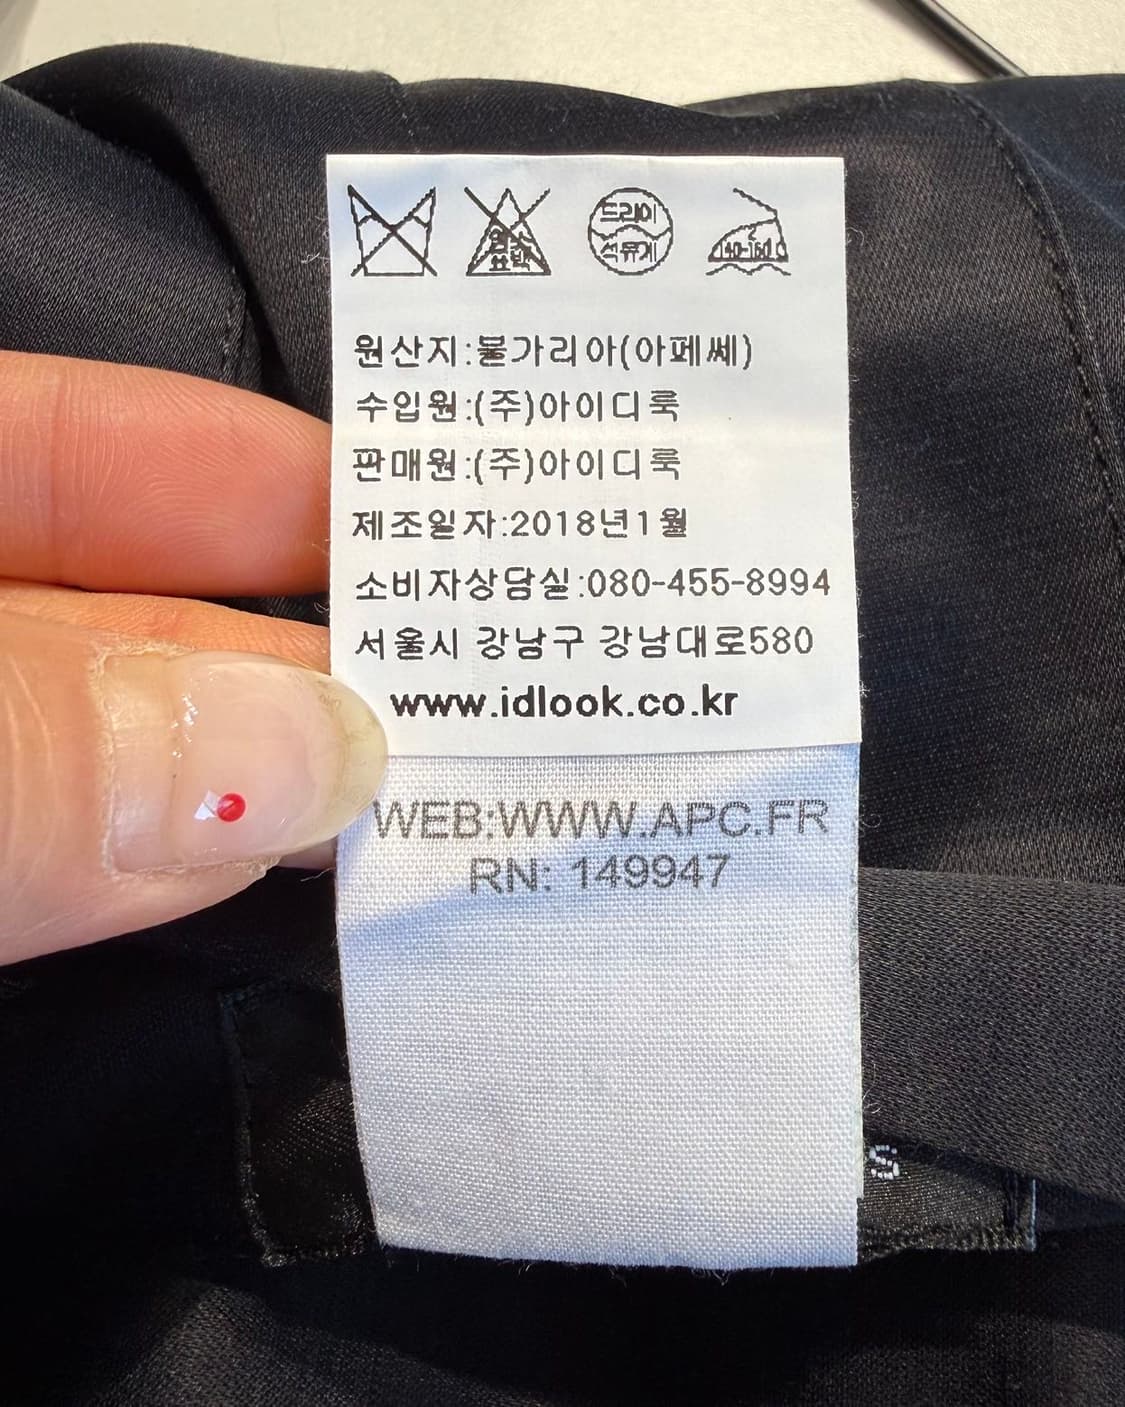 염소
표백
드라이
석유계
140-160℃
원산지:불가리아(아페쎄)
수입원:(주)아이디룩
판매원:(주)아이디룩
제조일자:2018년1월
소비자상담실:080-455-8994
서울시 강남구 강남대로580
www.idlook.co.kr
WEB:WWW.APC.FR
RN: 149947
S